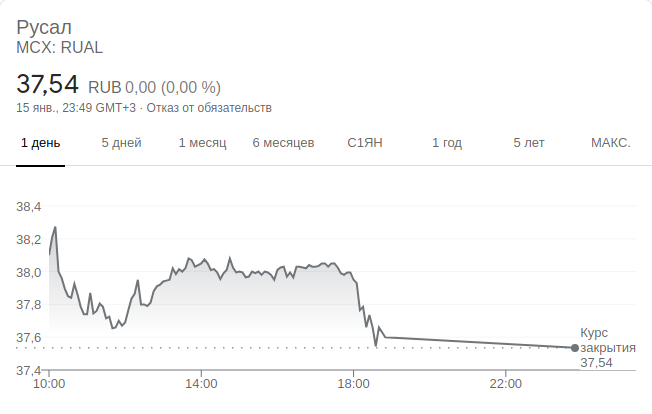 Русал
MCX: RUAL
37,54 RUB 0,00 (0,00 %)
15 янв., 23:49 GMT+3 · Отказ от обязательств
1 день 5 дней 1 месяц 6 месяцев С1ЯН 1 год 5 лет МАКС.
38,4
38,2
38,0
37,8
37,6
37,4
Курс
закрытия
37,54
10:00 14:00 18:00 22:00